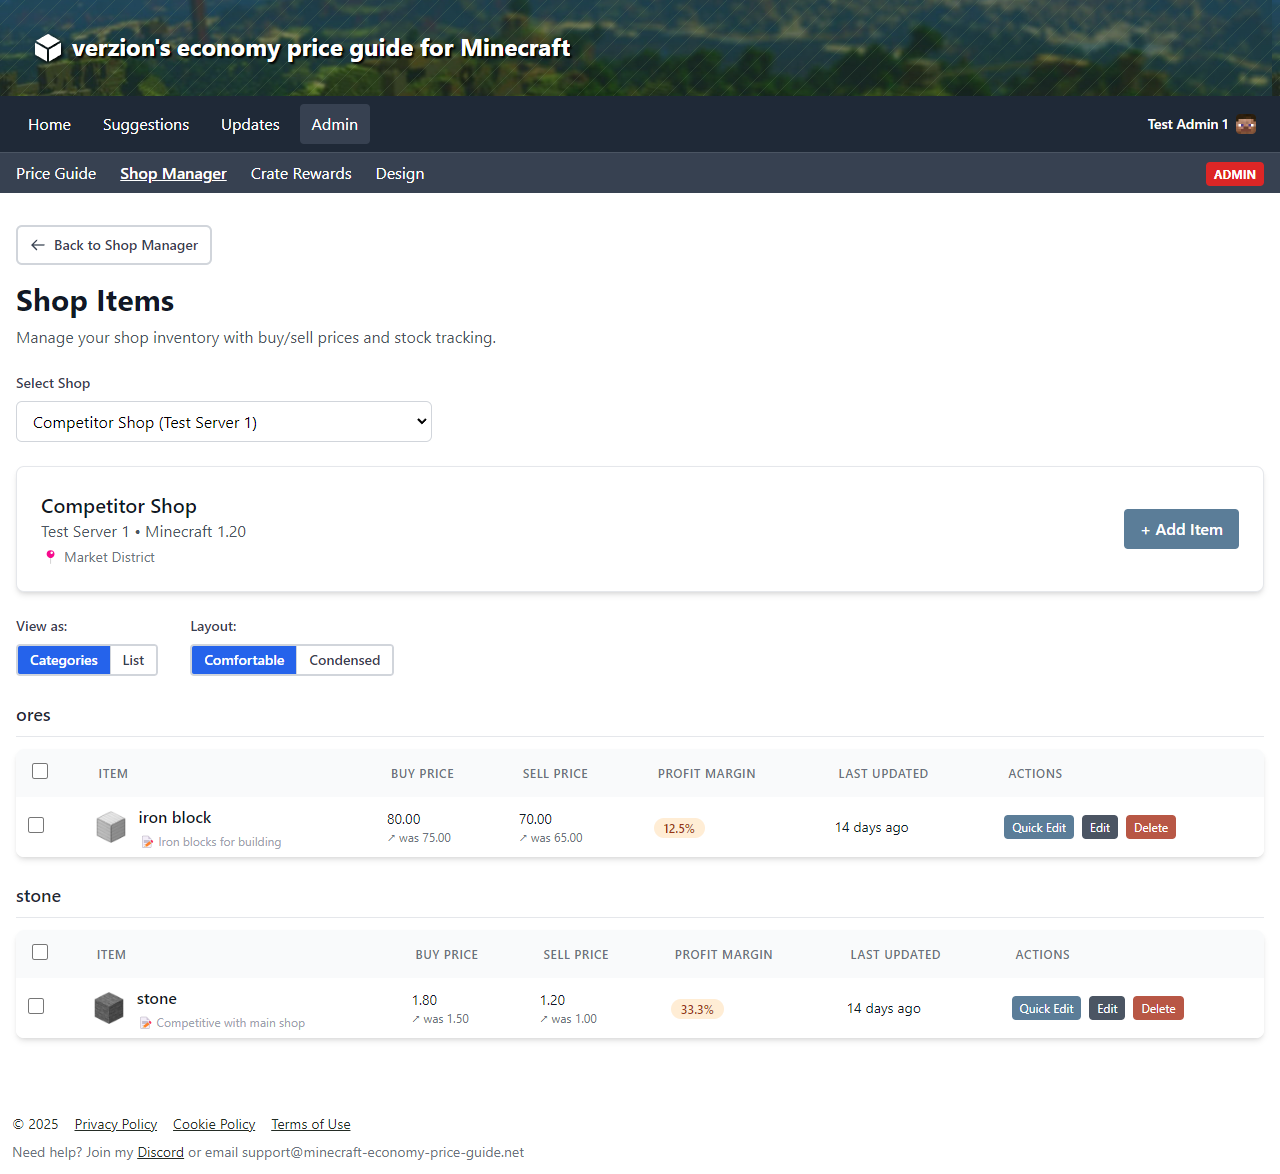 verzion's economy price guide for Minecraft
Home Suggestions Updates Admin Test Admin 1
Price Guide Shop Manager Crate Rewards Design ADMIN
← Back to Shop Manager
Shop Items
Manage your shop inventory with buy/sell prices and stock tracking.
Select Shop
Competitor Shop (Test Server 1)
Competitor Shop
Test Server 1 • Minecraft 1.20
📍 Market District
+ Add Item
View as: Layout:
Categories List Comfortable Condensed
ores
ITEM BUY PRICE SELL PRICE PROFIT MARGIN LAST UPDATED ACTIONS
iron block 80.00 70.00 12.5% 14 days ago Quick Edit Edit Delete
📝 Iron blocks for building ↗ was 75.00 ↗ was 65.00
stone
ITEM BUY PRICE SELL PRICE PROFIT MARGIN LAST UPDATED ACTIONS
stone 1.80 1.20 33.3% 14 days ago Quick Edit Edit Delete
📝 Competitive with main shop ↗ was 1.50 ↗ was 1.00
© 2025 Privacy Policy Cookie Policy Terms of Use
Need help? Join my Discord or email support@minecraft-economy-price-guide.net